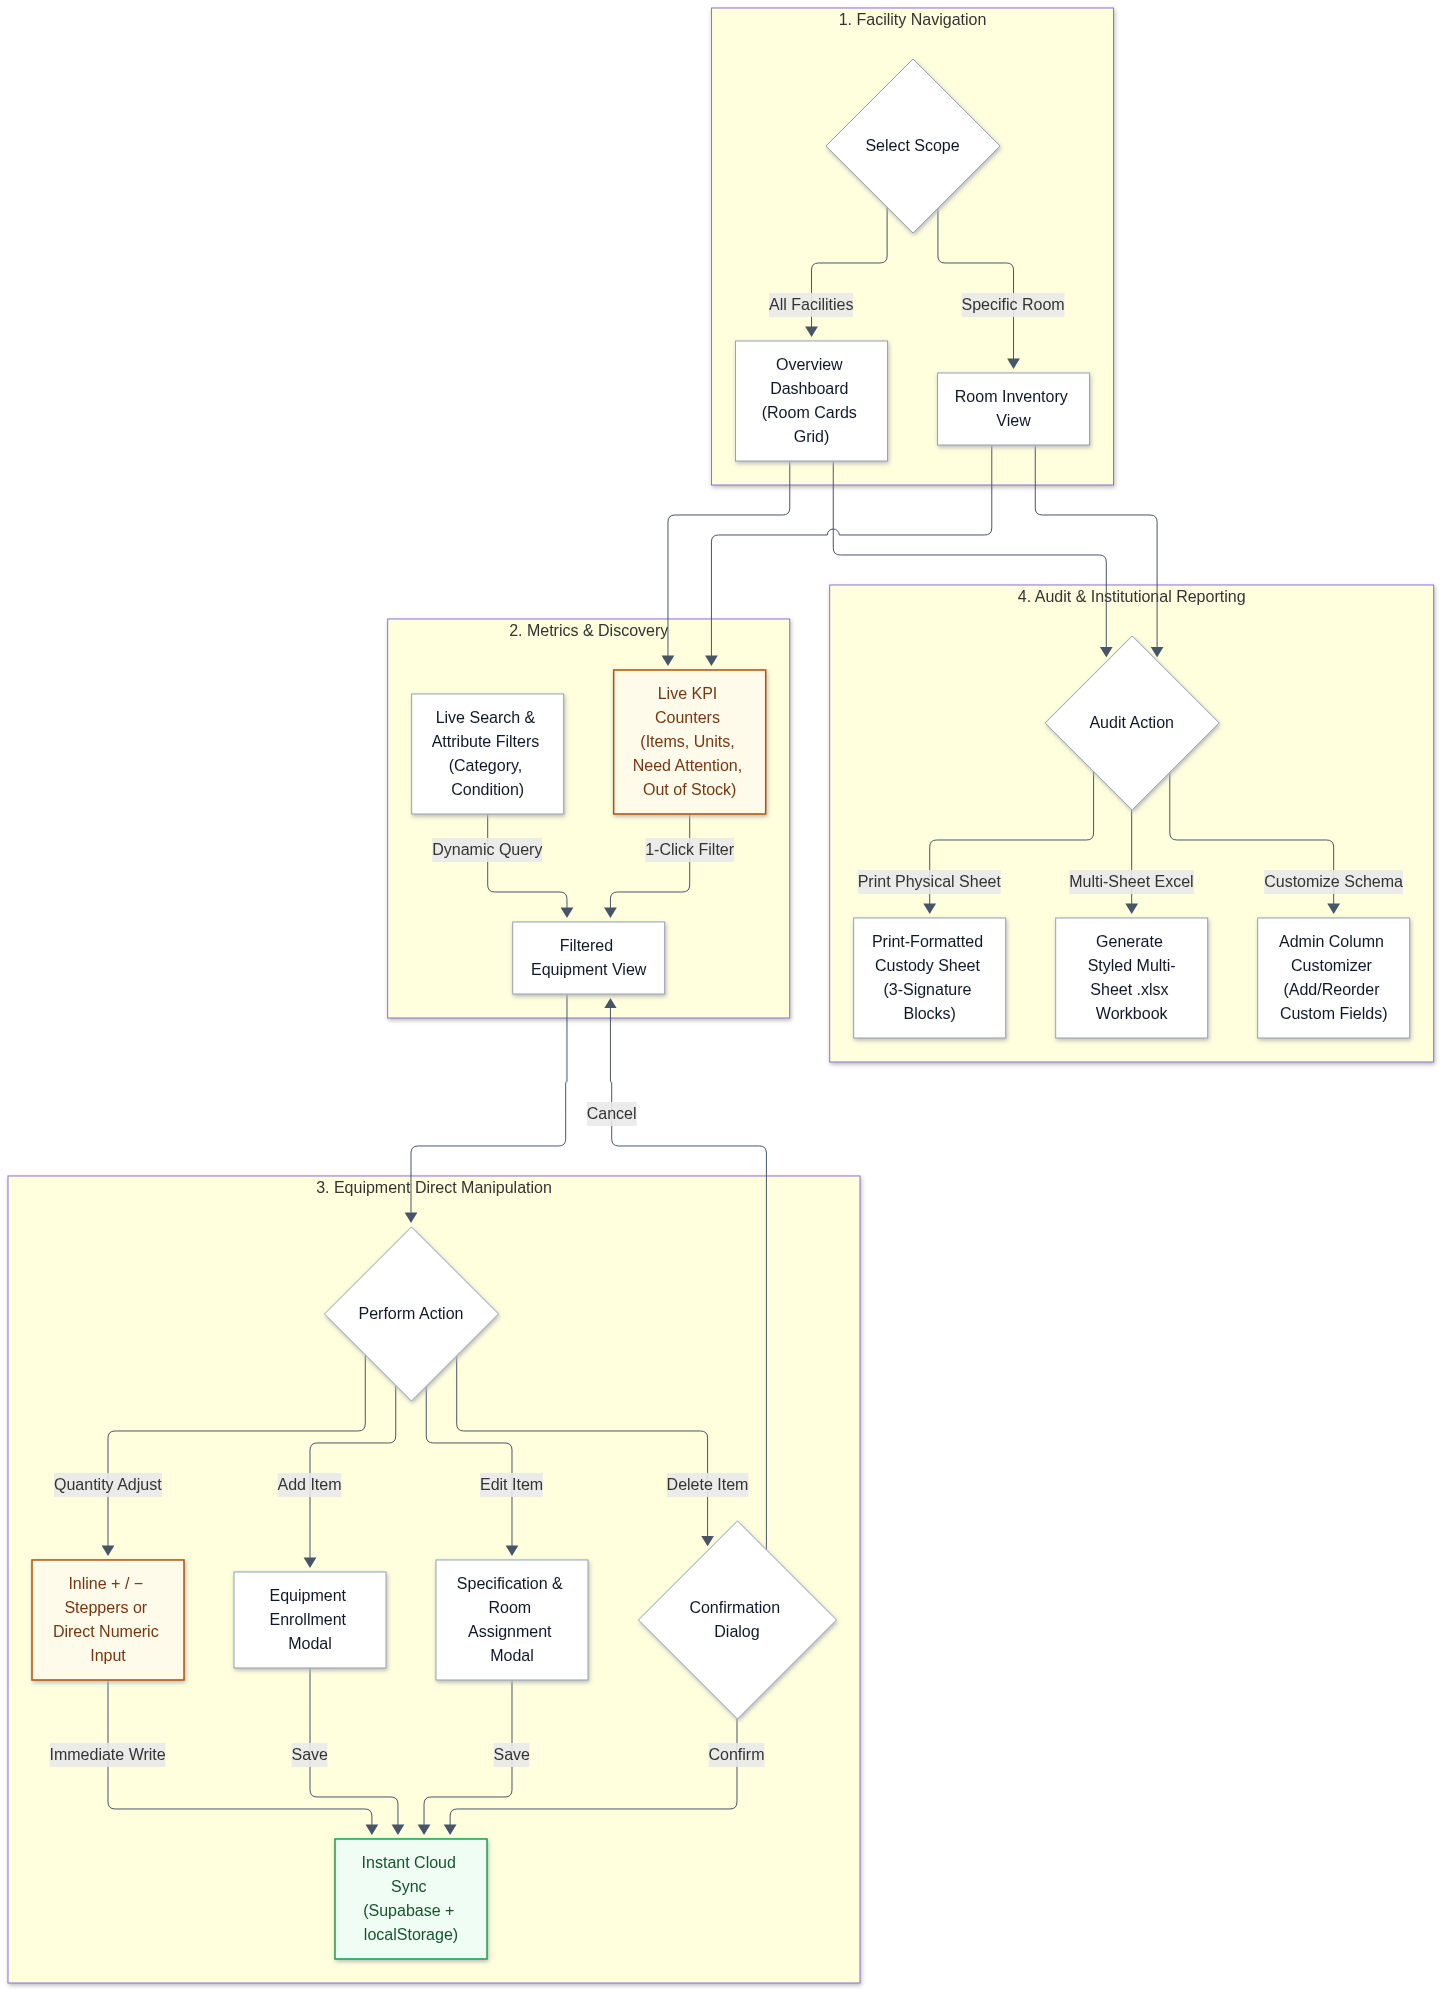 1. Facility Navigation
Select Scope
All Facilities
Specific Room
Overview
Dashboard
(Room Cards
Grid)
Room Inventory
View
2. Metrics & Discovery
Live Search &
Attribute Filters
(Category,
Condition)
Live KPI
Counters
(Items, Units,
Need Attention,
Out of Stock)
Dynamic Query
1-Click Filter
Filtered
Equipment View
4. Audit & Institutional Reporting
Audit Action
Print Physical Sheet
Multi-Sheet Excel
Customize Schema
Print-Formatted
Custody Sheet
(3-Signature
Blocks)
Generate
Styled Multi-
Sheet .xlsx
Workbook
Admin Column
Customizer
(Add/Reorder
Custom Fields)
Cancel
3. Equipment Direct Manipulation
Perform Action
Quantity Adjust
Add Item
Edit Item
Delete Item
Inline + / −
Steppers or
Direct Numeric
Input
Equipment
Enrollment
Modal
Specification &
Room
Assignment
Modal
Confirmation
Dialog
Immediate Write
Save
Save
Confirm
Instant Cloud
Sync
(Supabase +
localStorage)